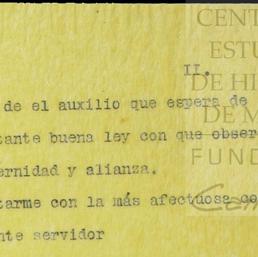 CENT
ESTU
DE HI
DE M
FUND
II.
de el auxilio que espera de
tante buena ley con que obser
ernidad y alianza.
tarme con la más afectuosa co
nte servidor